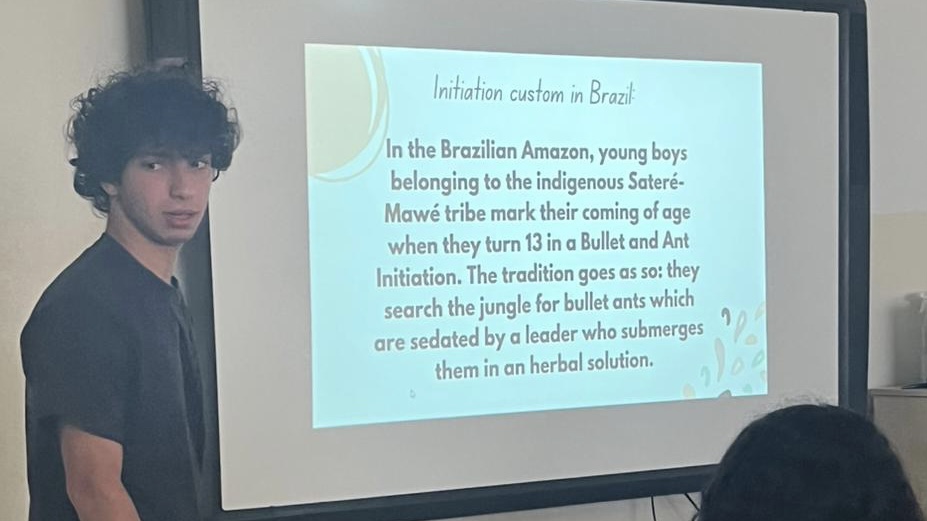 Initiation custom in Brazil:
In the Brazilian Amazon, young boys
belonging to the indigenous Sateré-
Mawé tribe mark their coming of age
when they turn 13 in a Bullet and Ant
Initiation. The tradition goes as so: they
search the jungle for bullet ants which
are sedated by a leader who submerges
them in an herbal solution.